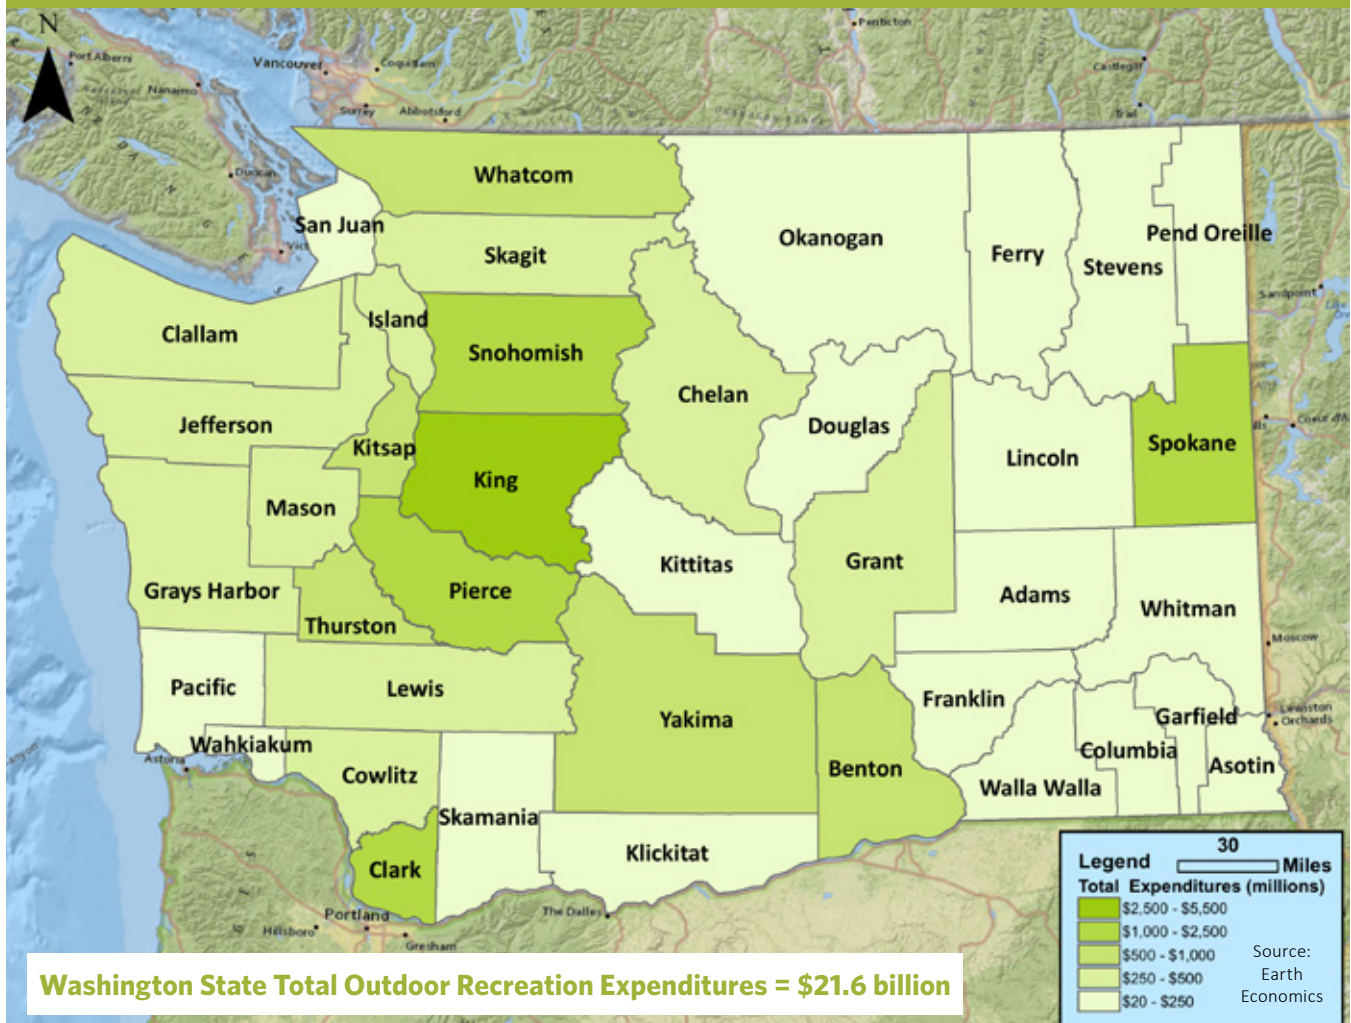 N
Penticton
Port Alberni
Vancouver
Coquitlam
Castlegar
Nanaimo
Surrey
Abbotsford
Trail
Duncan
Whatcom
San Juan
Vict
Skagit
Okanogan
Ferry
Stevens
Pend Oreille
Sandpoint
Clallam
Island
Snohomish
Chelan
Jefferson
Kitsap
King
Douglas
Lincoln
Spokane
Mason
Kittitas
Grant
Adams
Whitman
Grays Harbor
Pierce
Thurston
Moscow
Pacific
Lewis
Yakima
Franklin
Garfield
Lewiston
Orchards
Wahkiakum
Astoria
Cowlitz
Benton
Columbia
Asotin
Walla Walla
Skamania
Clark
Klickitat
Portland
The Dalles
Hillsboro
Gresham
30
Legend
Miles
Total Expenditures (millions)
$2,500 - $5,500
$1,000 - $2,500
$500 - $1,000
$250 - $500
$20 - $250
Source:
Earth
Economics
Washington State Total Outdoor Recreation Expenditures = $21.6 billion